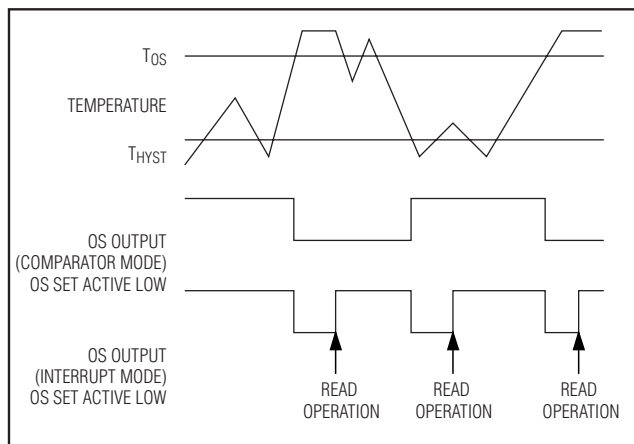 TOS
TEMPERATURE
THYST
OS OUTPUT
(COMPARATOR MODE)
OS SET ACTIVE LOW
OS OUTPUT
(INTERRUPT MODE)
OS SET ACTIVE LOW
READ
OPERATION
READ
OPERATION
READ
OPERATION